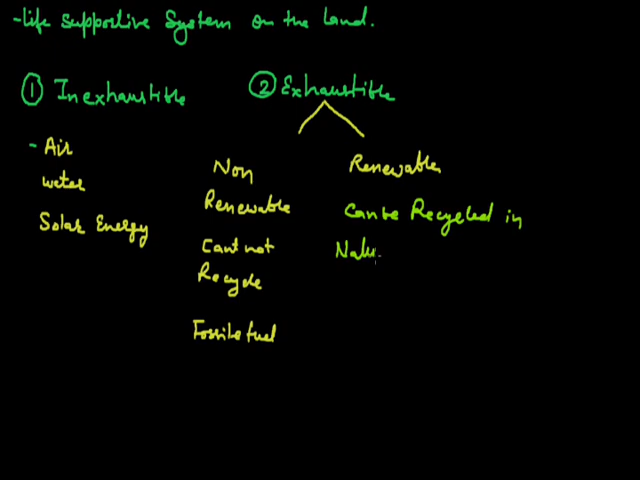 -life supportive System on the Land.
① Inexhaustible
② Exhaustible
- Air
water
Solar Energy
Non
Renewable
Cant not
Recycle
Fossile fuel
Renewable
Can be Recycled in
Natu